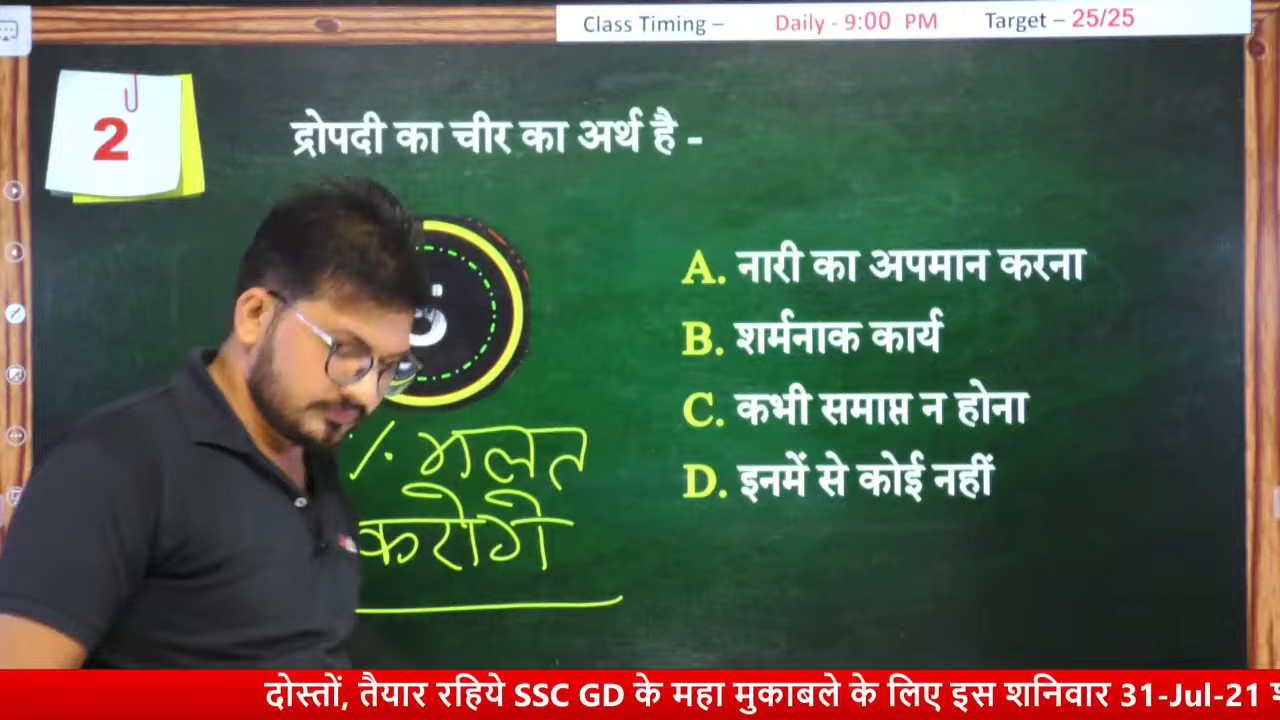 Class Timing – Daily - 9:00 PM Target – 25/25
2
द्रोपदी का चीर का अर्थ है -
A. नारी का अपमान करना
B. शर्मनाक कार्य
C. कभी समाप्त न होना
D. इनमें से कोई नहीं
गलत
करोगे
दोस्तों, तैयार रहिये SSC GD के महा मुकाबले के लिए इस शनिवार 31-Jul-21